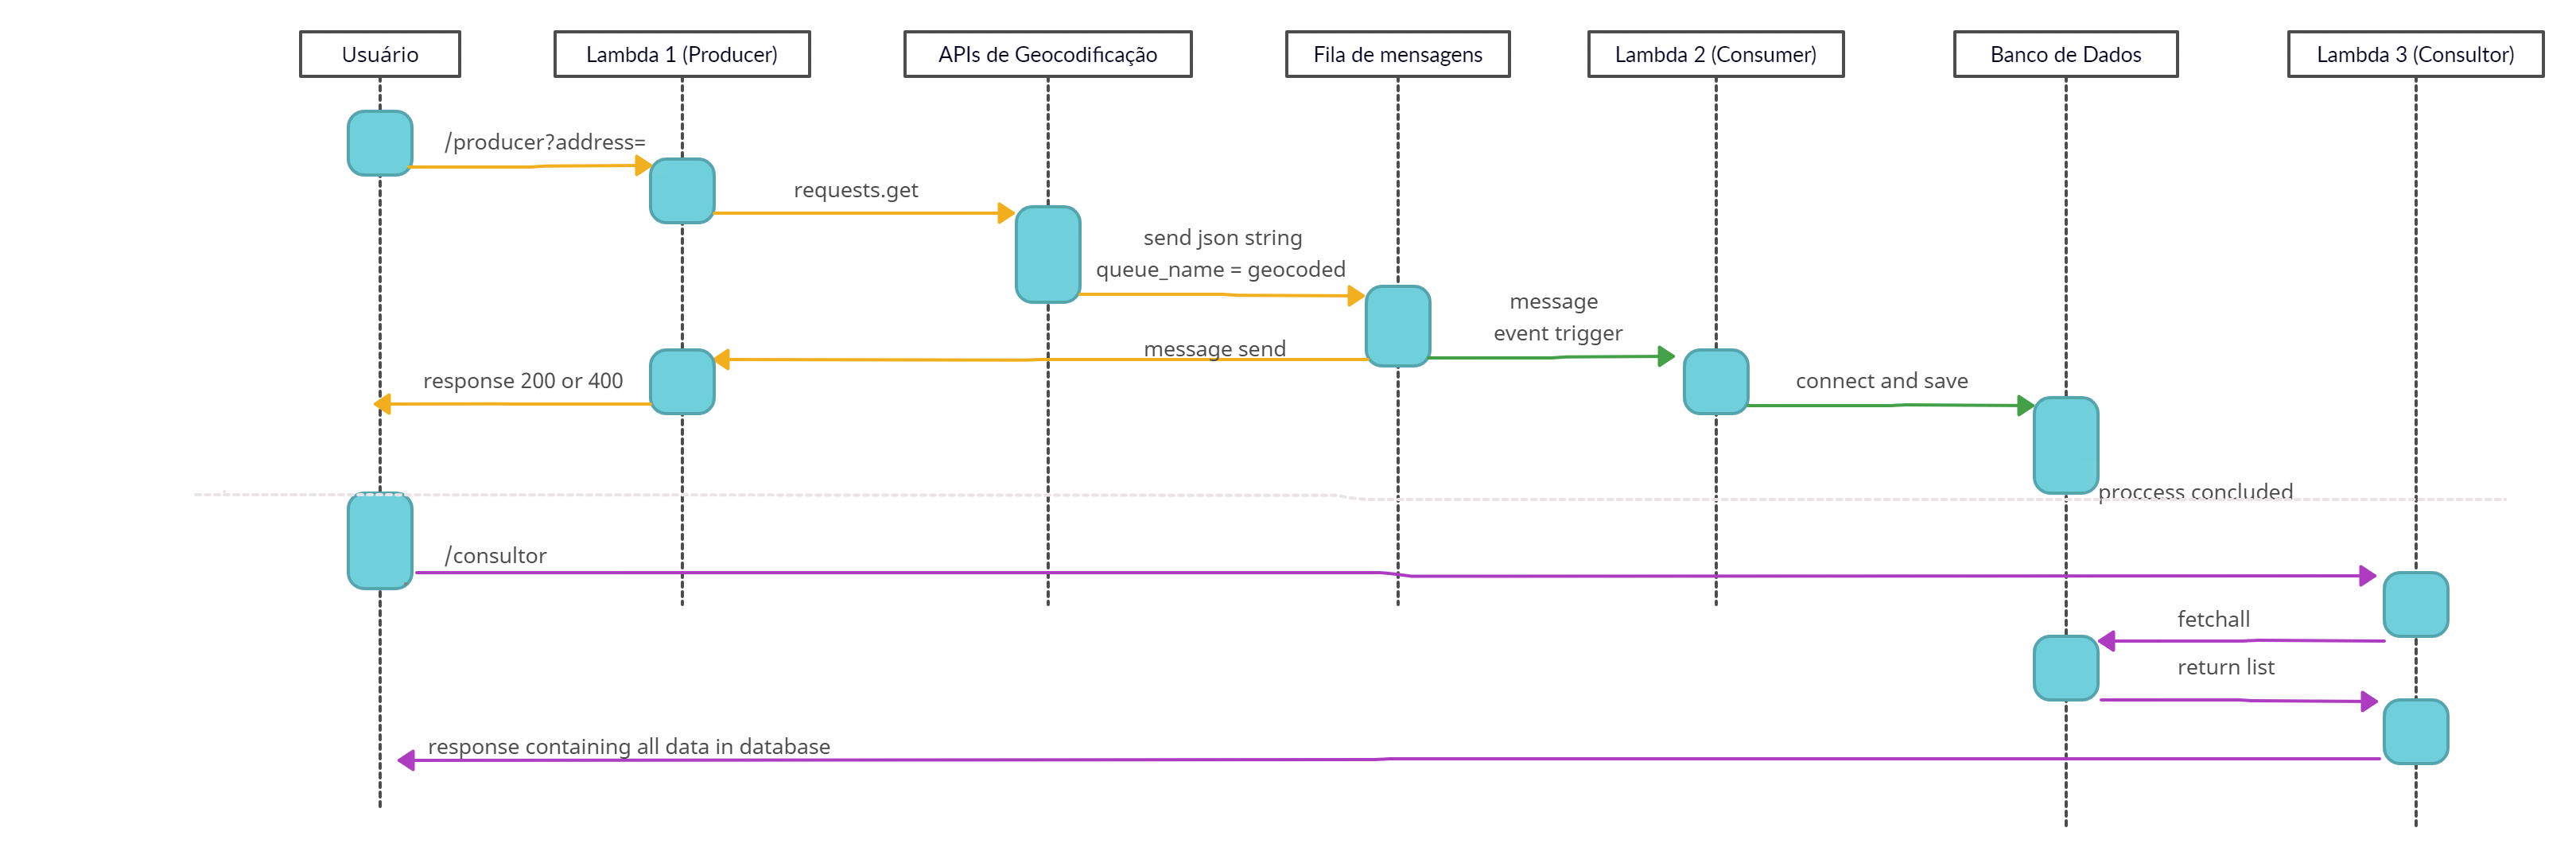 Usuário
Lambda 1 (Producer)
APIs de Geocodificação
Fila de mensagens
Lambda 2 (Consumer)
Banco de Dados
Lambda 3 (Consultor)
/producer?address=
requests.get
send json string
queue_name = geocoded
message
event trigger
message send
response 200 or 400
connect and save
proccess concluded
/consultor
fetchall
return list
response containing all data in database